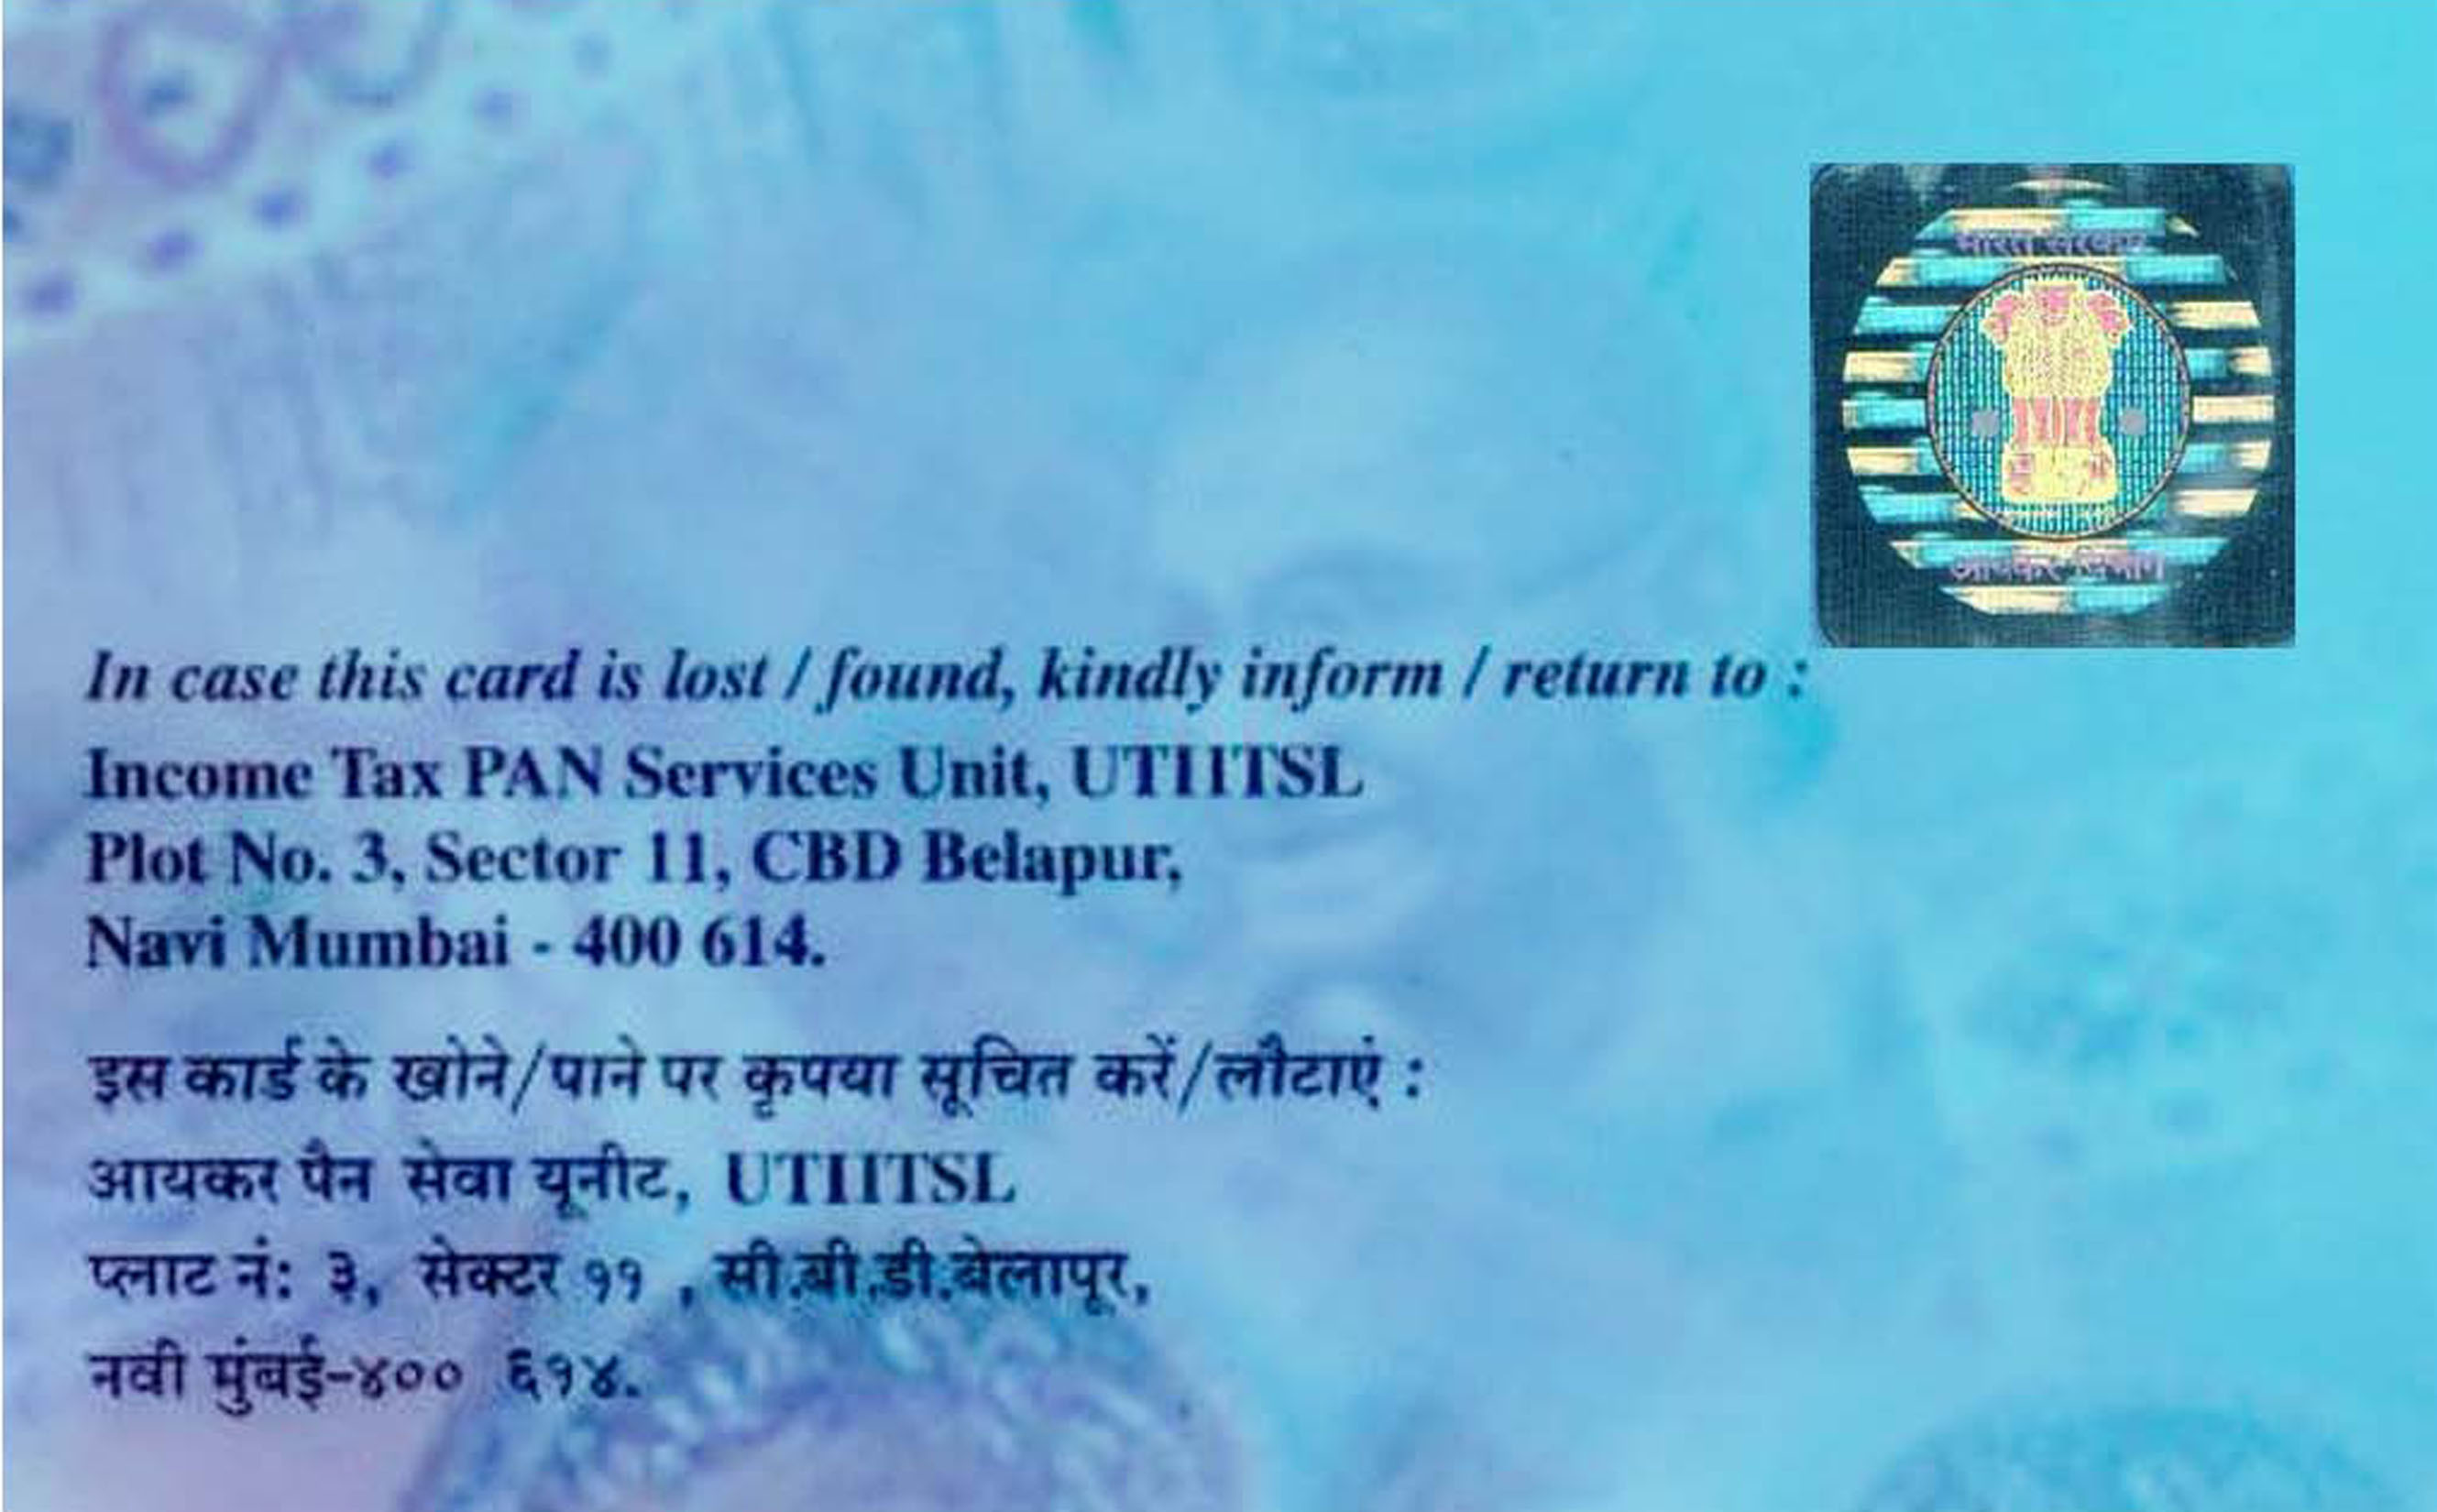 भारत सरकार
आयकर विभाग
In case this card is lost / found, kindly inform / return to :
Income Tax PAN Services Unit, UTIITSL
Plot No. 3, Sector 11, CBD Belapur,
Navi Mumbai - 400 614.
इस कार्ड के खोने/पाने पर कृपया सूचित करें/लौटाएं :
आयकर पैन सेवा यूनीट, UTIITSL
प्लाट नं: ३, सेक्टर ११ , सी.बी.डी.बेलापूर,
नवी मुंबई-४०० ६१४.